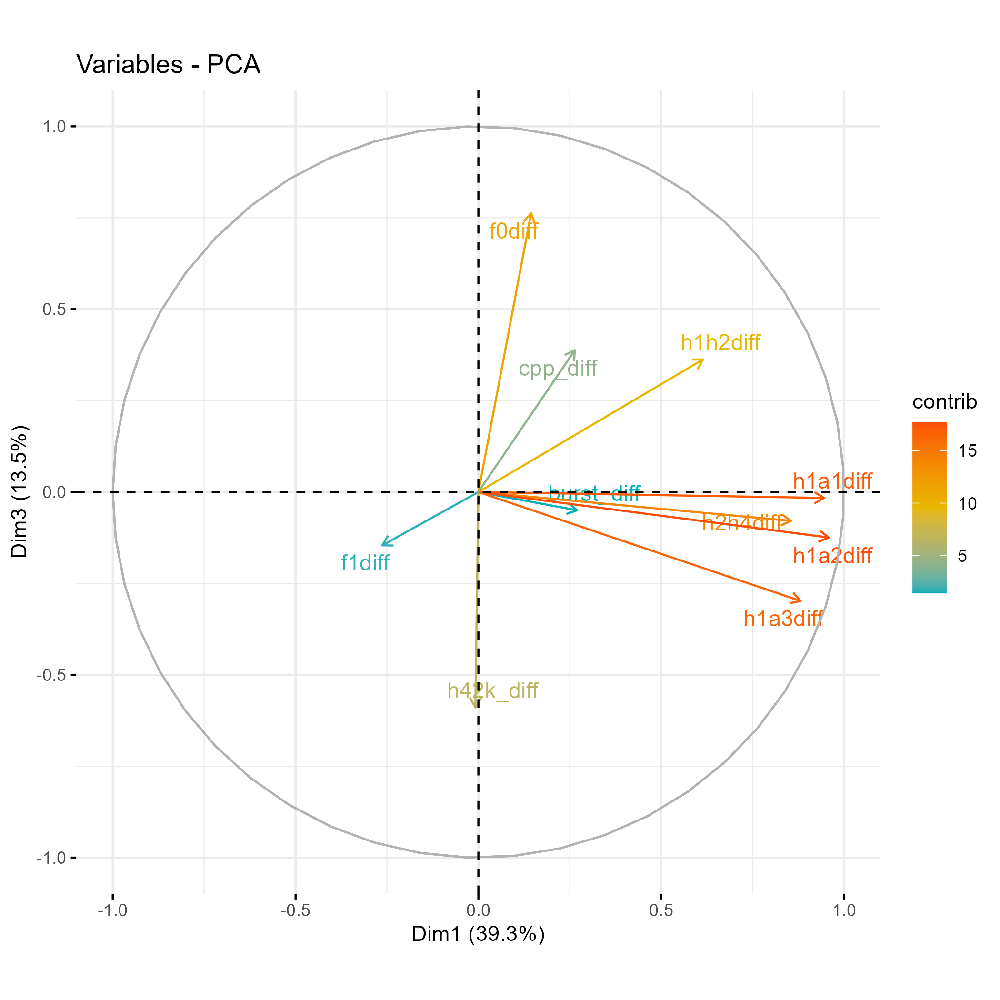 Variables - PCA
1.0
0.5
0.0
-0.5
-1.0
Dim3 (13.5%)
f0diff
h1h2diff
cpp_diff
h1a1diff
burst_diff
h2h4diff
h1a2diff
f1diff
h1a3diff
h42k_diff
contrib
15
10
5
-1.0
-0.5
0.0
0.5
1.0
Dim1 (39.3%)